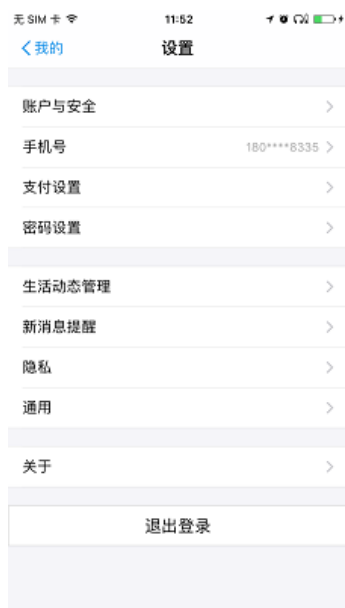 无 SIM 卡 11:52
我的 设置
账户与安全
手机号 180****8335
支付设置
密码设置
生活动态管理
新消息提醒
隐私
通用
关于
退出登录